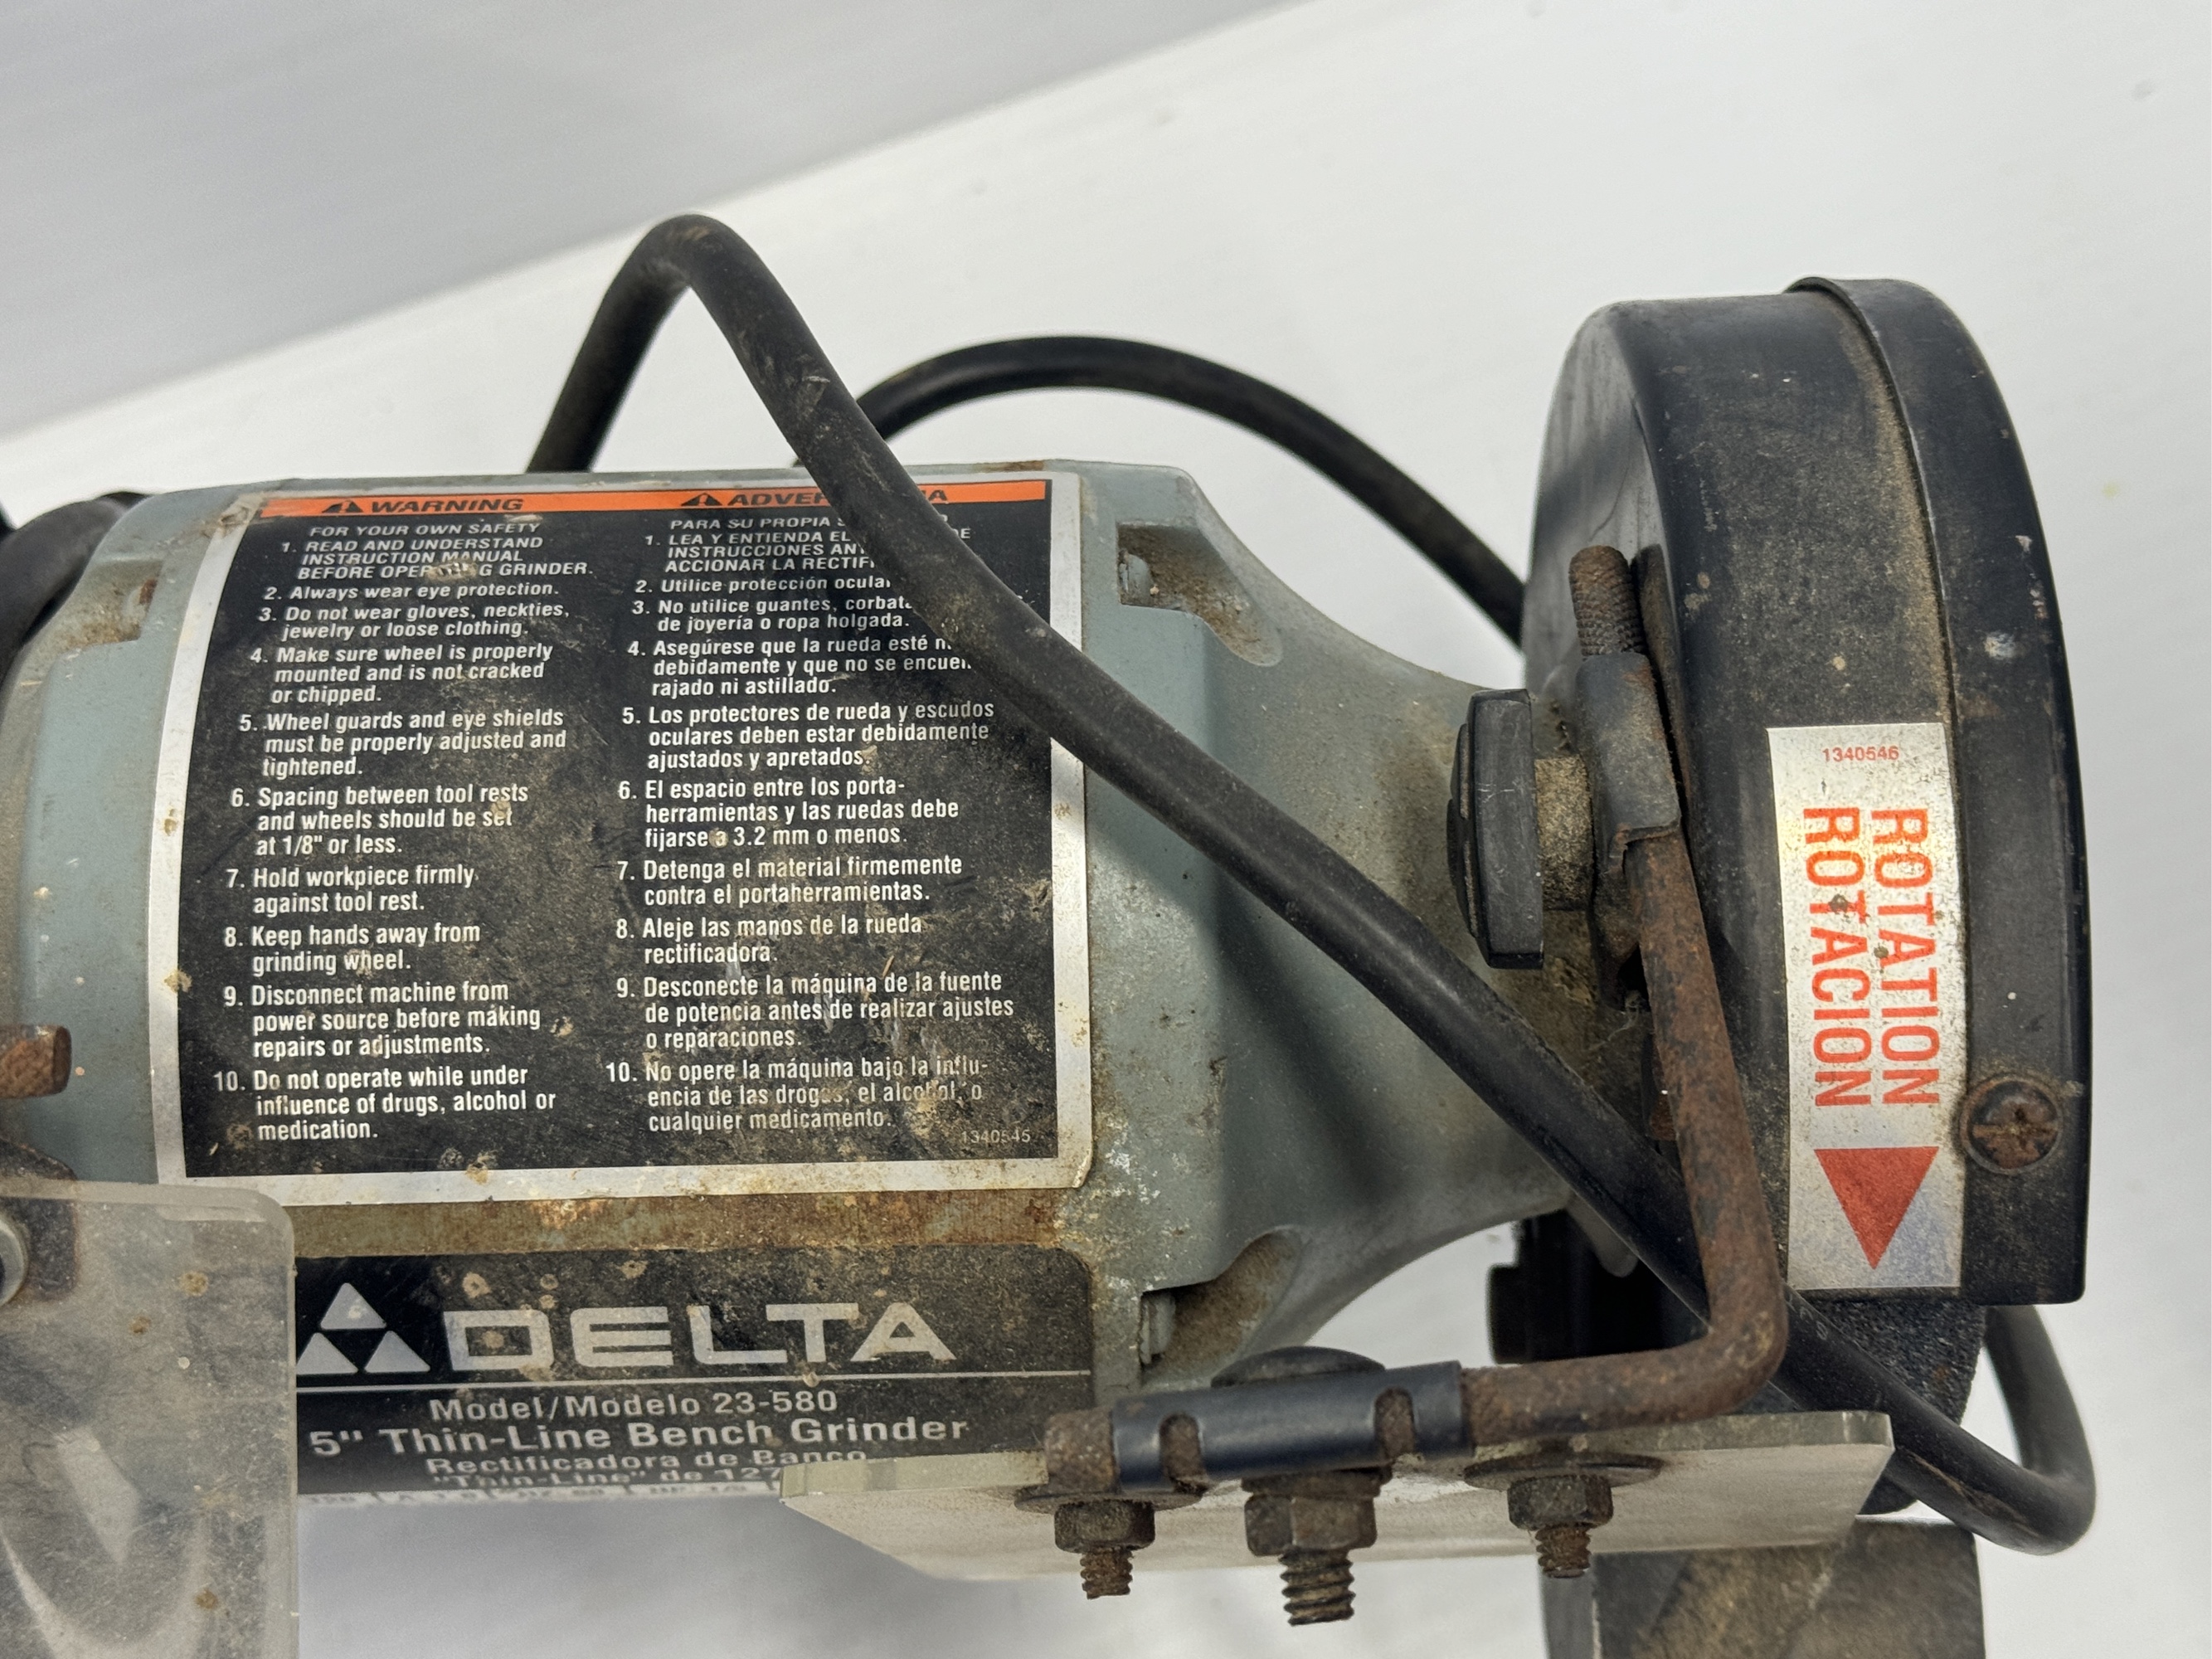 WARNING
FOR YOUR OWN SAFETY
1. READ AND UNDERSTAND
INSTRUCTION MANUAL
BEFORE GRINDER.
2. Always wear eye protection.
3. Do not wear gloves, neckties,
jewelry or loose clothing.
4. Make sure wheel is properly
mounted and is not cracked
or chipped.
5. Wheel guards and eye shields
must be properly adjusted and
tightened.
6. Spacing between tool rests
and wheels should be set
at 1/8" or less.
7. Hold workpiece firmly
against tool rest.
8. Keep hands away from
grinding wheel.
9. Disconnect machine from
power source before making
repairs or adjustments.
10. Do not operate while under
influence of drugs, alcohol or
medication.
PARA SU PROPIA
1. LEA Y ENTIENDA EL
INSTRUCCIONES
ACCIONAR LA
2. Utilice protección
3. No utilice guantes,
de joyería o ropa holgada.
4. Asegúrese que la rueda esté
debidamente y que no se
rajado ni astillado.
5. Los protectores de rueda y escudos
oculares deben estar debidamente
ajustados y apretados.
6. El espacio entre los porta-
herramientas y las ruedas debe
fijarse a 3.2 mm o menos.
7. Detenga el material firmemente
contra el portaherramientas.
8. Aleje las manos de la rueda
rectificadora.
9. Desconecte la máquina de la fuente
de potencia antes de realizar ajustes
o reparaciones.
10. No opere la máquina bajo la influ-
encia de las drogas, el alcohol, o
cualquier medicamento.
1340545
DELTA
Model/Modelo 23-580
5" Thin-Line Bench Grinder
Rectificadora de Banco
"Thin-Line" de 127
1340546
ROTATION
ROTACION